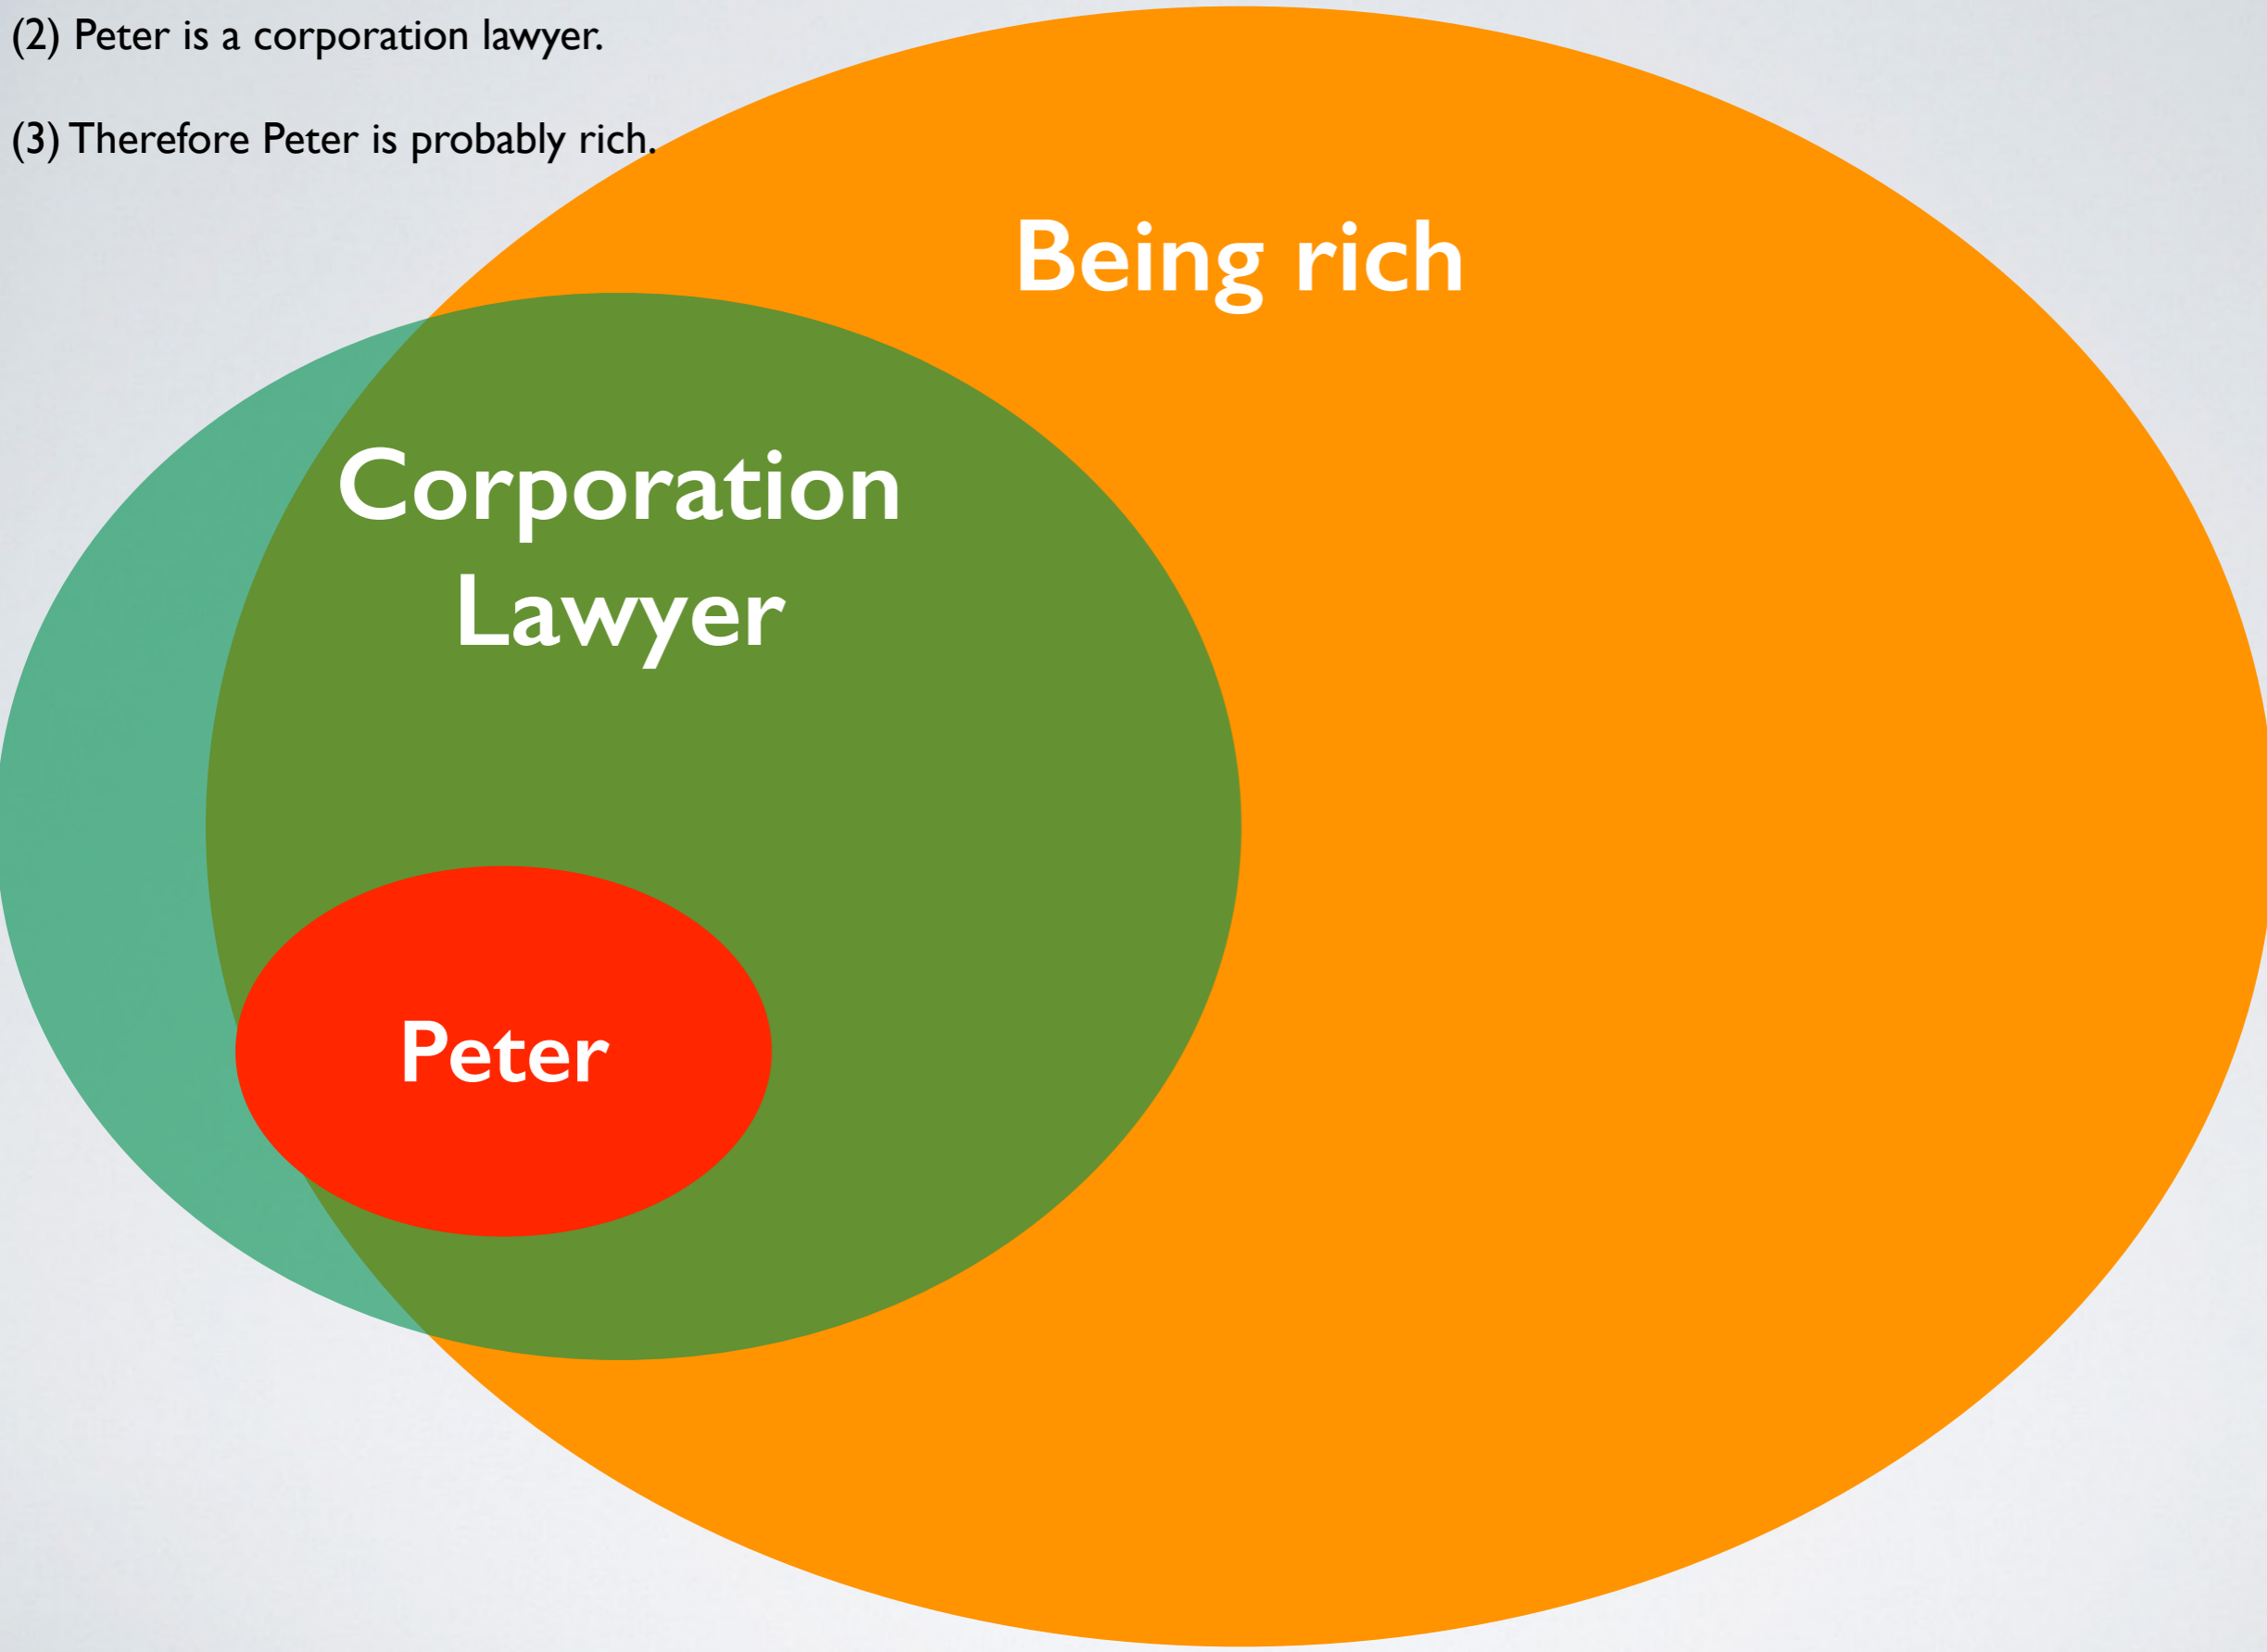 (2) Peter is a corporation lawyer.
(3) Therefore Peter is probably rich.
Being rich
Corporation
Lawyer
Peter